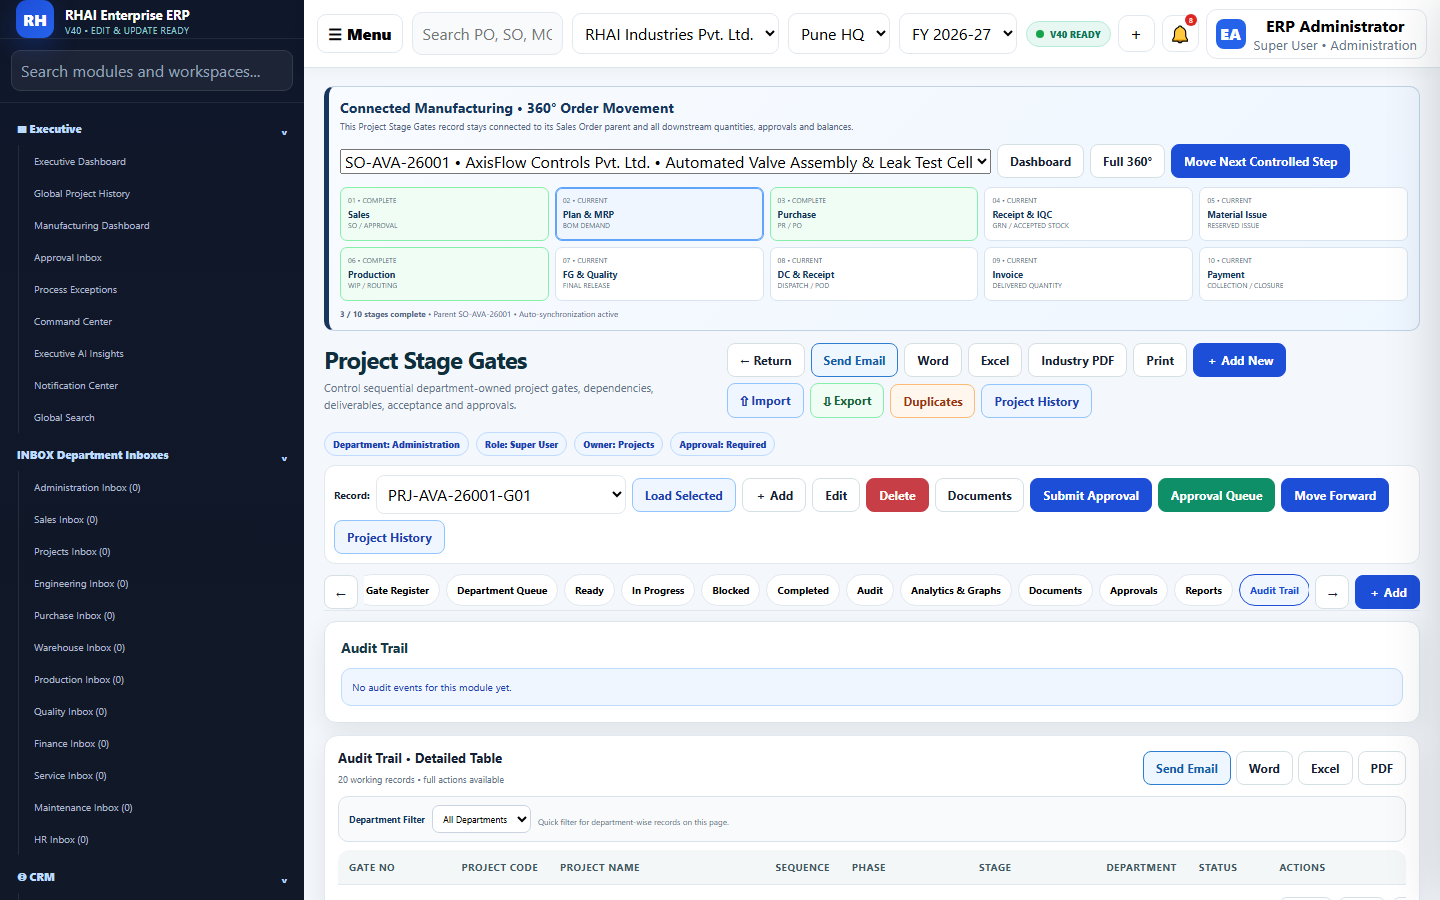 RH
RHAI Enterprise ERP
V40 • EDIT & UPDATE READY
Search modules and workspaces...
Executive
Executive Dashboard
Global Project History
Manufacturing Dashboard
Approval Inbox
Process Exceptions
Command Center
Executive AI Insights
Notification Center
Global Search
INBOX Department Inboxes
Administration Inbox (0)
Sales Inbox (0)
Projects Inbox (0)
Engineering Inbox (0)
Purchase Inbox (0)
Warehouse Inbox (0)
Production Inbox (0)
Quality Inbox (0)
Finance Inbox (0)
Service Inbox (0)
Maintenance Inbox (0)
HR Inbox (0)
CRM
☰ Menu
Search PO, SO, MC
RHAI Industries Pvt. Ltd.
Pune HQ
FY 2026-27
V40 READY
+
8
EA
ERP Administrator
Super User • Administration
Connected Manufacturing • 360° Order Movement
This Project Stage Gates record stays connected to its Sales Order parent and all downstream quantities, approvals and balances.
SO-AVA-26001 • AxisFlow Controls Pvt. Ltd. • Automated Valve Assembly & Leak Test Cell
Dashboard
Full 360°
Move Next Controlled Step
01 • COMPLETE
Sales
SO / APPROVAL
02 • CURRENT
Plan & MRP
BOM DEMAND
03 • COMPLETE
Purchase
PR / PO
04 • CURRENT
Receipt & IQC
GRN / ACCEPTED STOCK
05 • CURRENT
Material Issue
RESERVED ISSUE
06 • COMPLETE
Production
WIP / ROUTING
07 • CURRENT
FG & Quality
FINAL RELEASE
08 • CURRENT
DC & Receipt
DISPATCH / POD
09 • CURRENT
Invoice
DELIVERED QUANTITY
10 • CURRENT
Payment
COLLECTION / CLOSURE
3 / 10 stages complete • Parent SO-AVA-26001 • Auto-synchronization active
Project Stage Gates
Control sequential department-owned project gates, dependencies,
deliverables, acceptance and approvals.
← Return
Send Email
Word
Excel
Industry PDF
Print
+ Add New
⇧ Import
⇩ Export
Duplicates
Project History
Department: Administration
Role: Super User
Owner: Projects
Approval: Required
Record:
PRJ-AVA-26001-G01
Load Selected
+ Add
Edit
Delete
Documents
Submit Approval
Approval Queue
Move Forward
Project History
←
Gate Register
Department Queue
Ready
In Progress
Blocked
Completed
Audit
Analytics & Graphs
Documents
Approvals
Reports
Audit Trail
→
+ Add
Audit Trail
No audit events for this module yet.
Audit Trail • Detailed Table
20 working records • full actions available
Send Email
Word
Excel
PDF
Department Filter
All Departments
Quick filter for department-wise records on this page.
GATE NO
PROJECT CODE
PROJECT NAME
SEQUENCE
PHASE
STAGE
DEPARTMENT
STATUS
ACTIONS